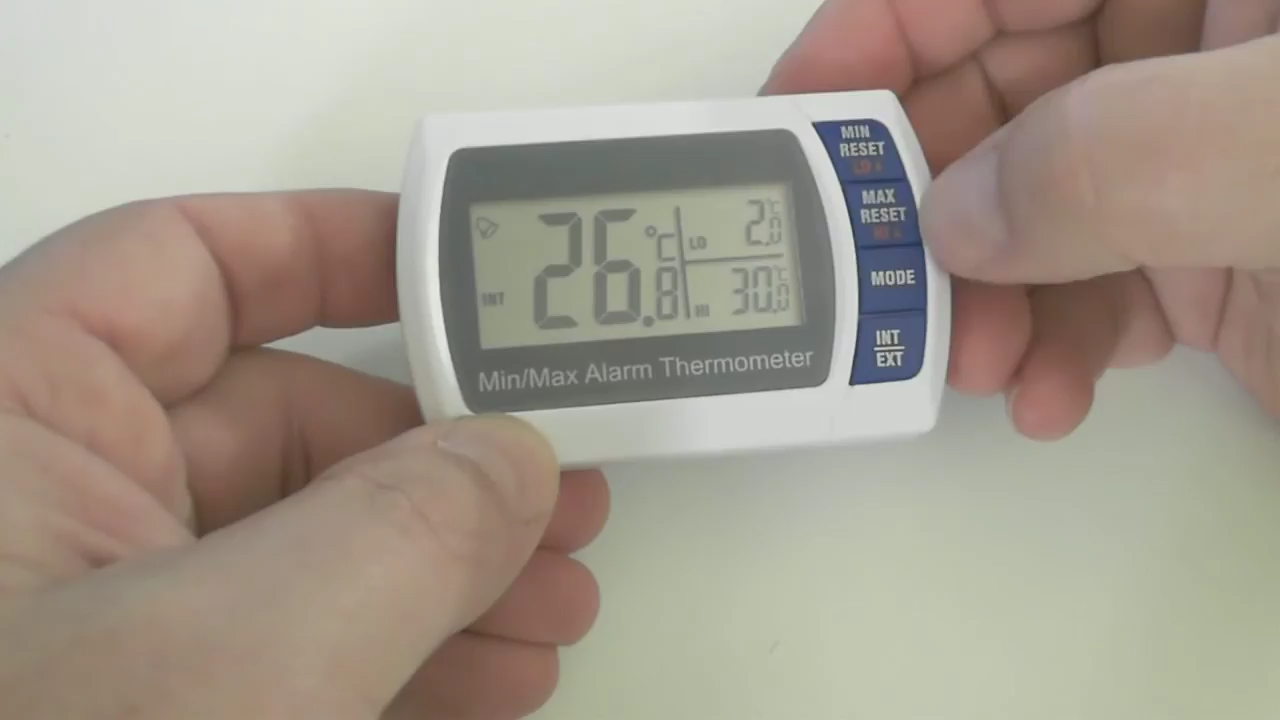 MIN
RESET
MAX
RESET
MODE
INT
EXT
INT
26.8 °C
LO
2.0 °C
HI
30.0 °C
Min/Max Alarm Thermometer